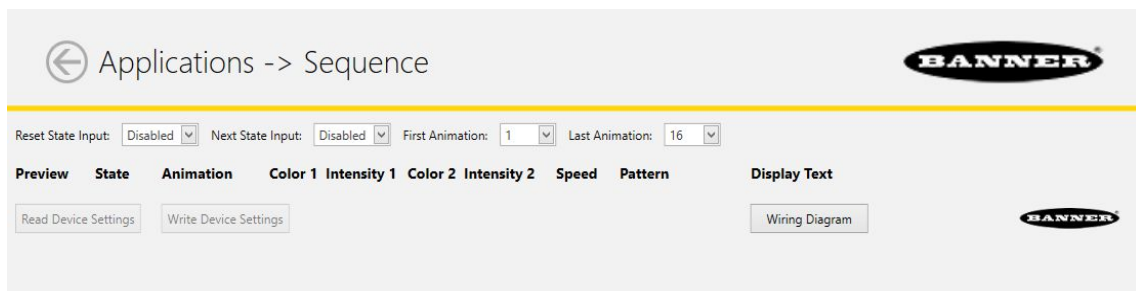 Applications -> Sequence
BANNER
Reset State Input: Disabled Next State Input: Disabled First Animation: 1 Last Animation: 16
Preview State Animation Color 1 Intensity 1 Color 2 Intensity 2 Speed Pattern Display Text
Read Device Settings Write Device Settings Wiring Diagram BANNER